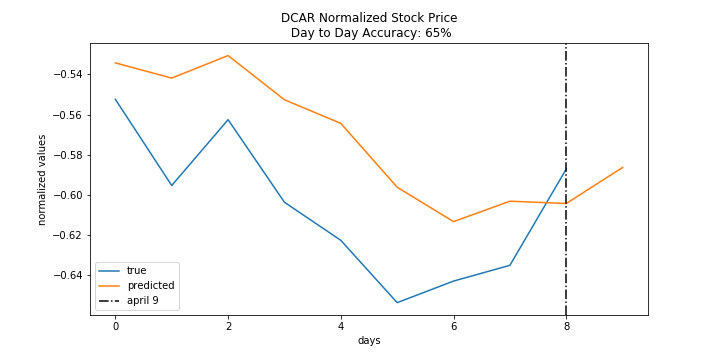 DCAR Normalized Stock Price
Day to Day Accuracy: 65%
−0.54
−0.56
−0.58
−0.60
−0.62
−0.64
normalized values
true
predicted
april 9
0
2
4
6
8
days